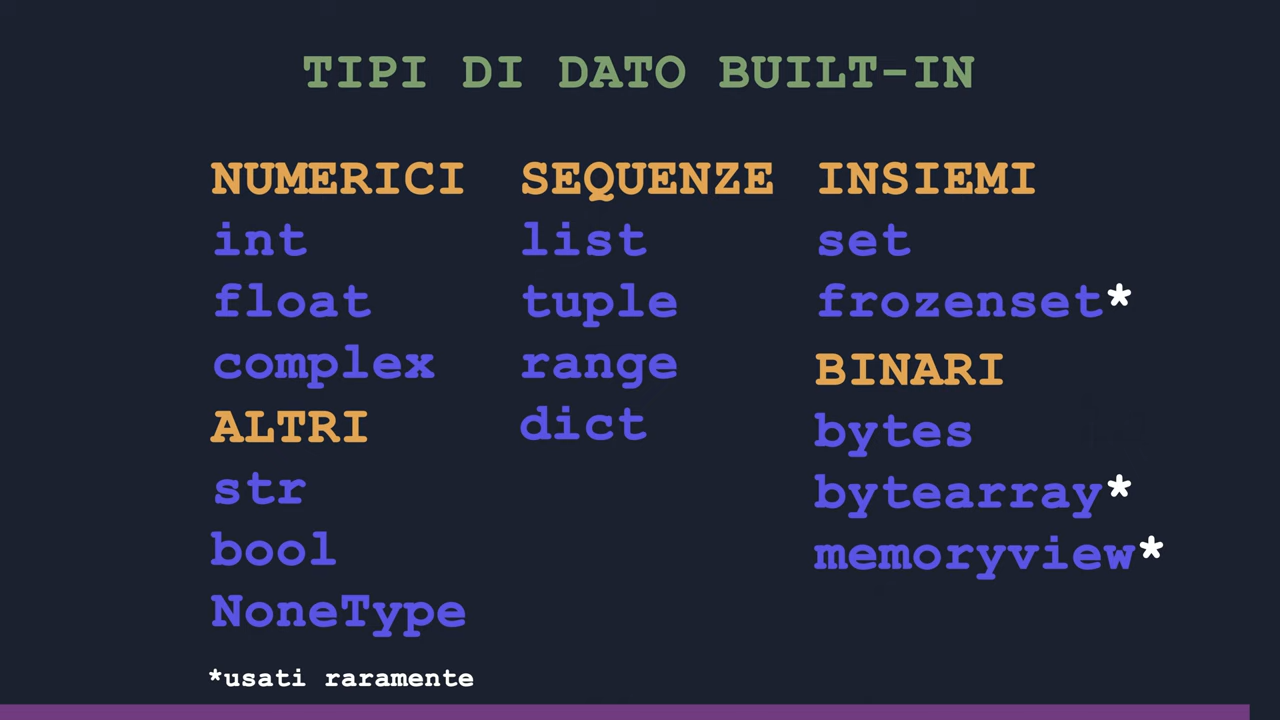 TIPI DI DATO BUILT-IN
NUMERICI
int
float
complex
ALTRI
str
bool
NoneType
SEQUENZE
list
tuple
range
dict
INSIEMI
set
frozenset*
BINARI
bytes
bytearray*
memoryview*
*usati raramente